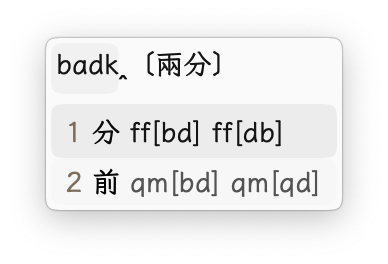 badk‸〔兩分〕
1 分 ff[bd] ff[db]
2 前 qm[bd] qm[qd]